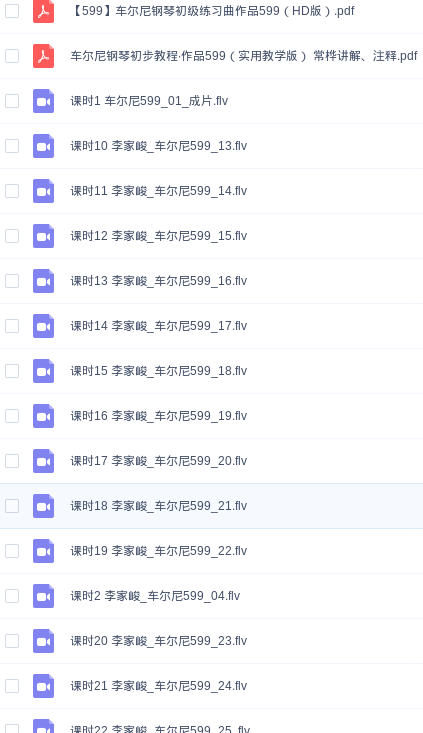 【599】车尔尼钢琴初级练习曲作品599（HD版）.pdf
车尔尼钢琴初步教程·作品599（实用教学版） 常桦讲解、注释.pdf
课时1 车尔尼599_01_成片.flv
课时10 李家峻_车尔尼599_13.flv
课时11 李家峻_车尔尼599_14.flv
课时12 李家峻_车尔尼599_15.flv
课时13 李家峻_车尔尼599_16.flv
课时14 李家峻_车尔尼599_17.flv
课时15 李家峻_车尔尼599_18.flv
课时16 李家峻_车尔尼599_19.flv
课时17 李家峻_车尔尼599_20.flv
课时18 李家峻_车尔尼599_21.flv
课时19 李家峻_车尔尼599_22.flv
课时2 李家峻_车尔尼599_04.flv
课时20 李家峻_车尔尼599_23.flv
课时21 李家峻_车尔尼599_24.flv
课时22 李家峻_车尔尼599_25_.flv